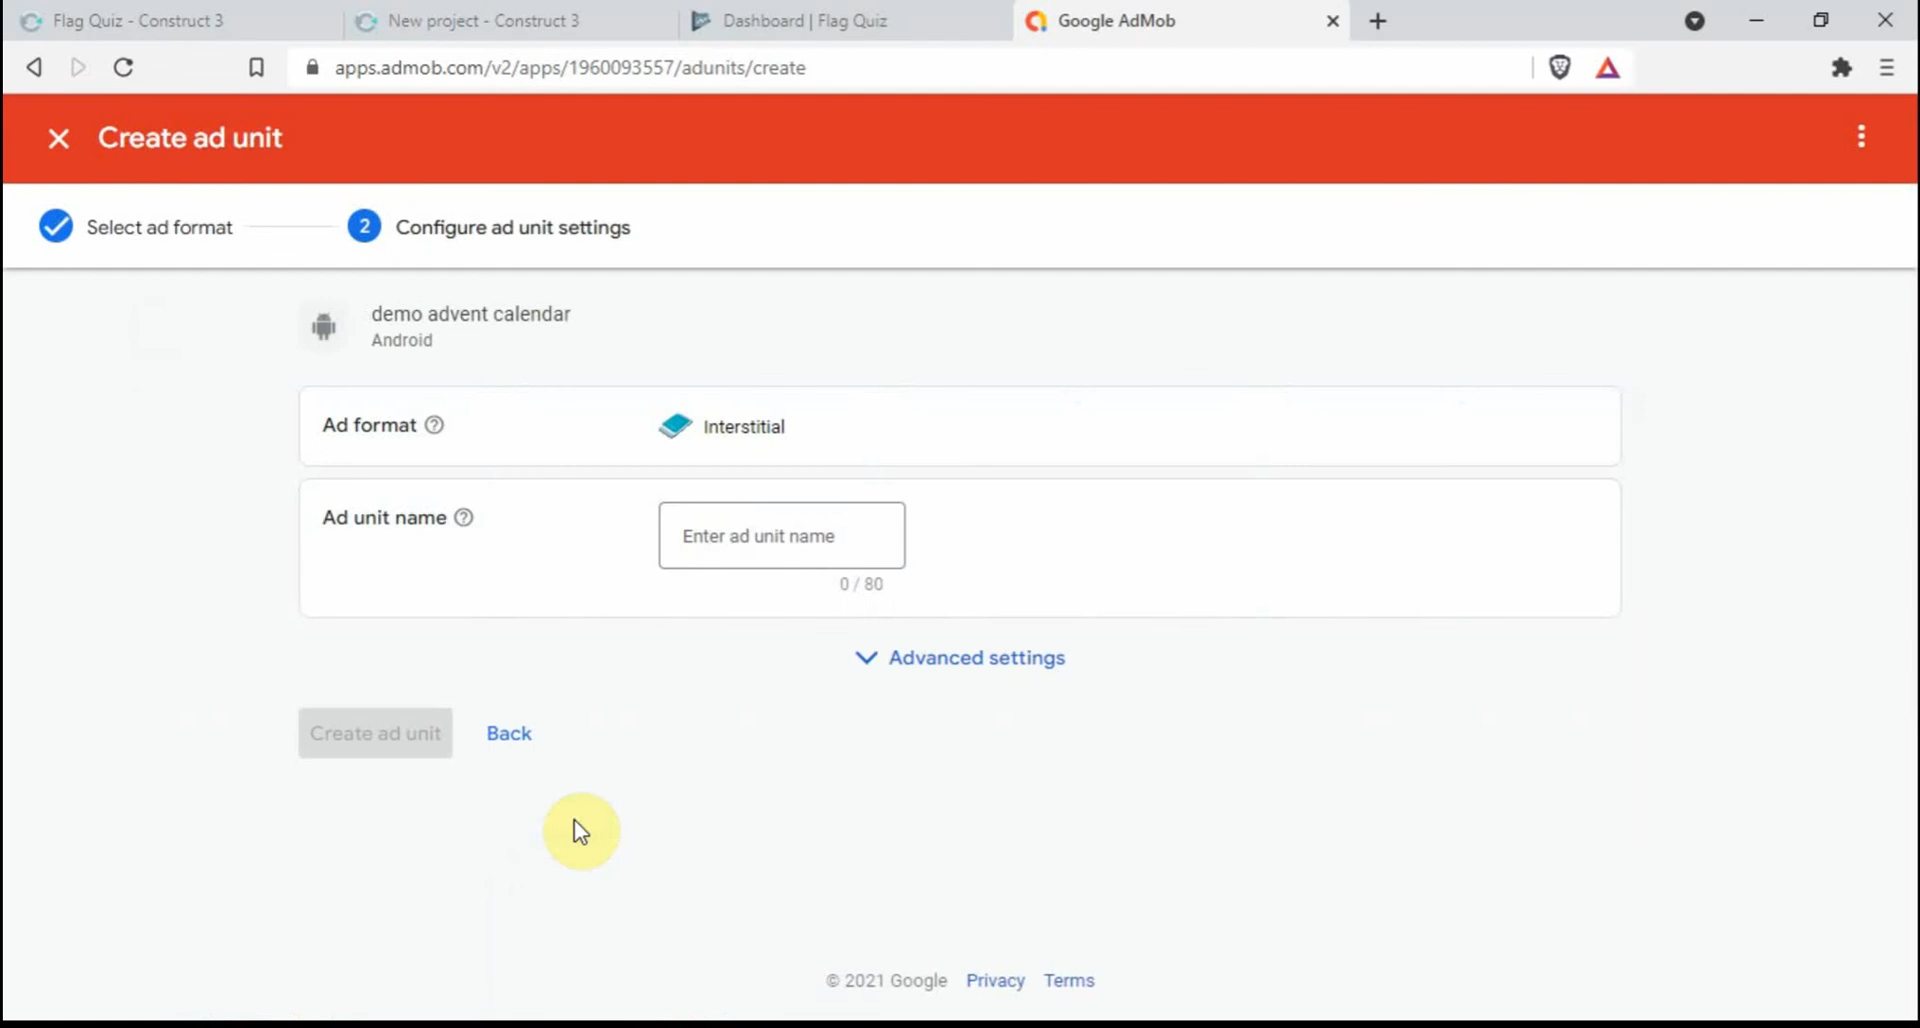 Flag Quiz - Construct 3
New project - Construct 3
Dashboard | Flag Quiz
Google AdMob
apps.admob.com/v2/apps/1960093557/adunits/create
Create ad unit
Select ad format
2
Configure ad unit settings
demo advent calendar
Android
Ad format
Interstitial
Ad unit name
Enter ad unit name
0 / 80
Advanced settings
Create ad unit
Back
© 2021 Google Privacy Terms